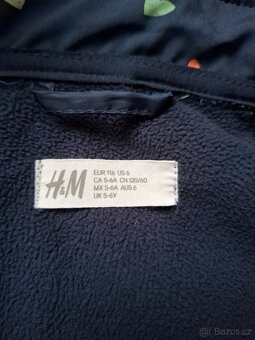 H&M
EUR 116 US 6
CA 5-6A CN 120/60
MX 5-6A AUS 6
UK 5-6Y
Bazos.cz